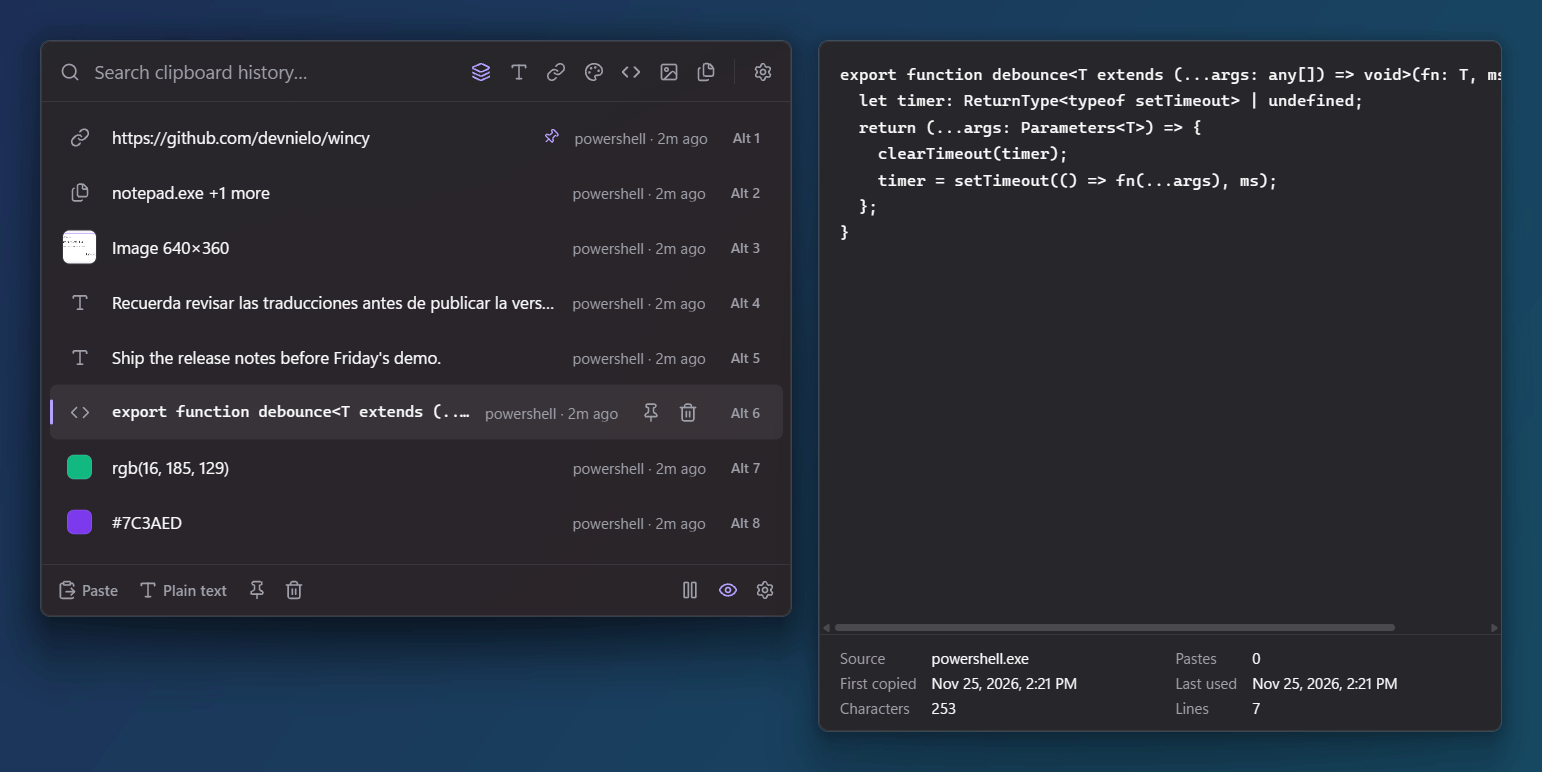 Search clipboard history...
https://github.com/devnielo/wincy powershell · 2m ago Alt 1
notepad.exe +1 more powershell · 2m ago Alt 2
Image 640×360 powershell · 2m ago Alt 3
Recuerda revisar las traducciones antes de publicar la vers... powershell · 2m ago Alt 4
Ship the release notes before Friday's demo. powershell · 2m ago Alt 5
export function debounce<T extends (..… powershell · 2m ago Alt 6
rgb(16, 185, 129) powershell · 2m ago Alt 7
#7C3AED powershell · 2m ago Alt 8
Paste Plain text
export function debounce<T extends (...args: any[]) => void>(fn: T, ms
let timer: ReturnType<typeof setTimeout> | undefined;
return (...args: Parameters<T>) => {
clearTimeout(timer);
timer = setTimeout(() => fn(...args), ms);
};
}
Source powershell.exe Pastes 0
First copied Nov 25, 2026, 2:21 PM Last used Nov 25, 2026, 2:21 PM
Characters 253 Lines 7